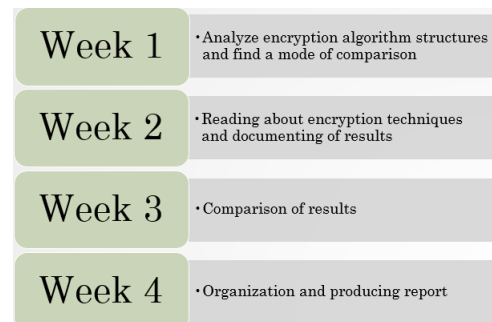 Week 1
•Analyze encryption algorithm structures
and find a mode of comparison
Week 2
•Reading about encryption techniques
and documenting of results
Week 3
•Comparison of results
Week 4
•Organization and producing report